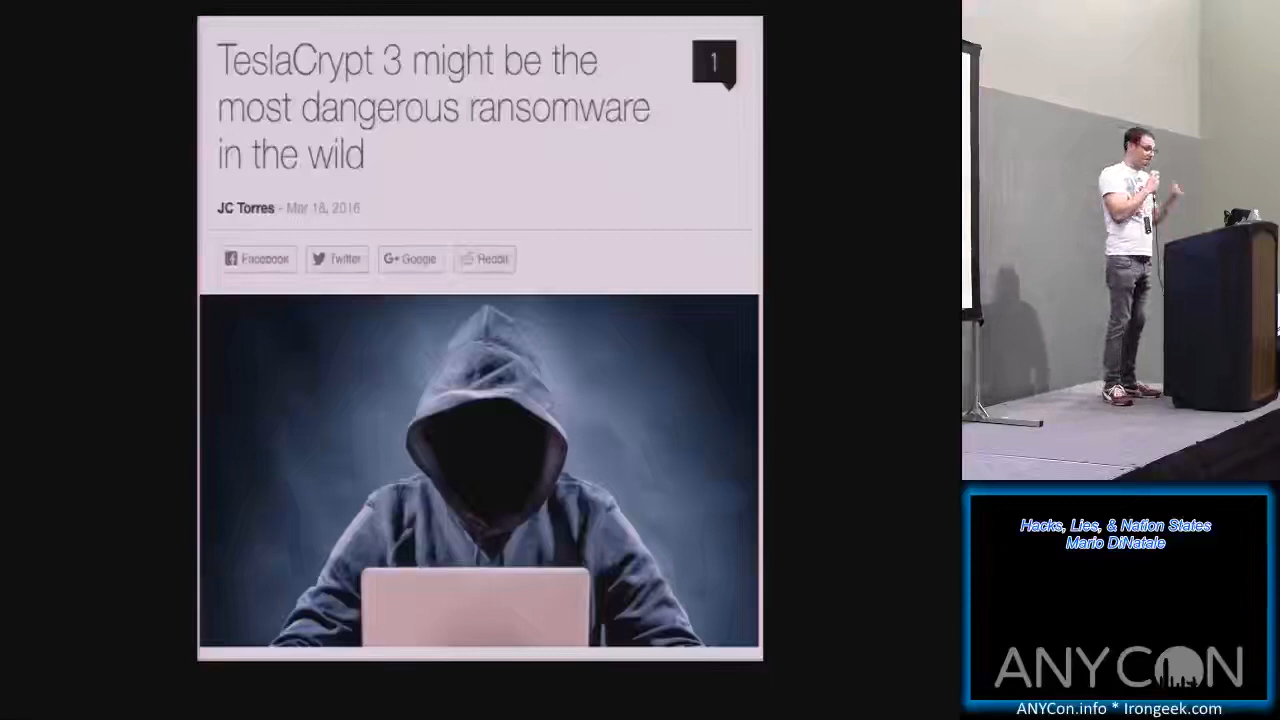 TeslaCrypt 3 might be the
most dangerous ransomware
in the wild
1
JC Torres - Mar 18, 2016
Facebook
Twitter
G+ Google
Reddit
Hacks, Lies, & Nation States
Mario DiNatale
ANYCON
ANYCon.info * Irongeek.com